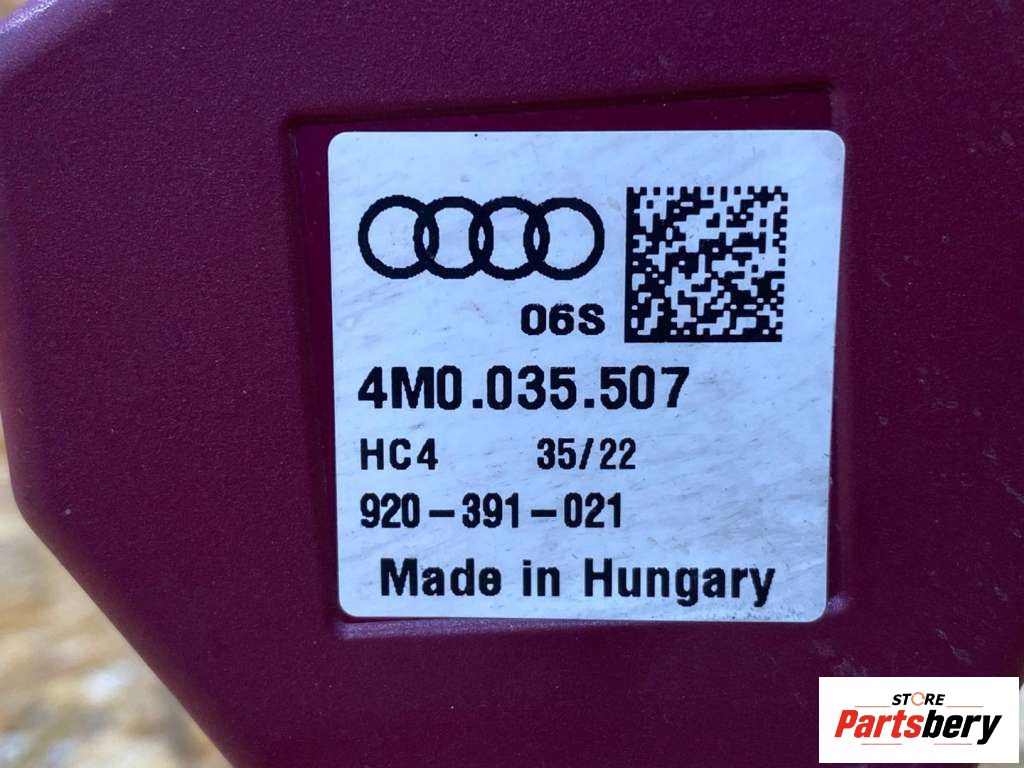 06S
4M0.035.507
HC4 35/22
920-391-021
Made in Hungary
STORE
Partsbery